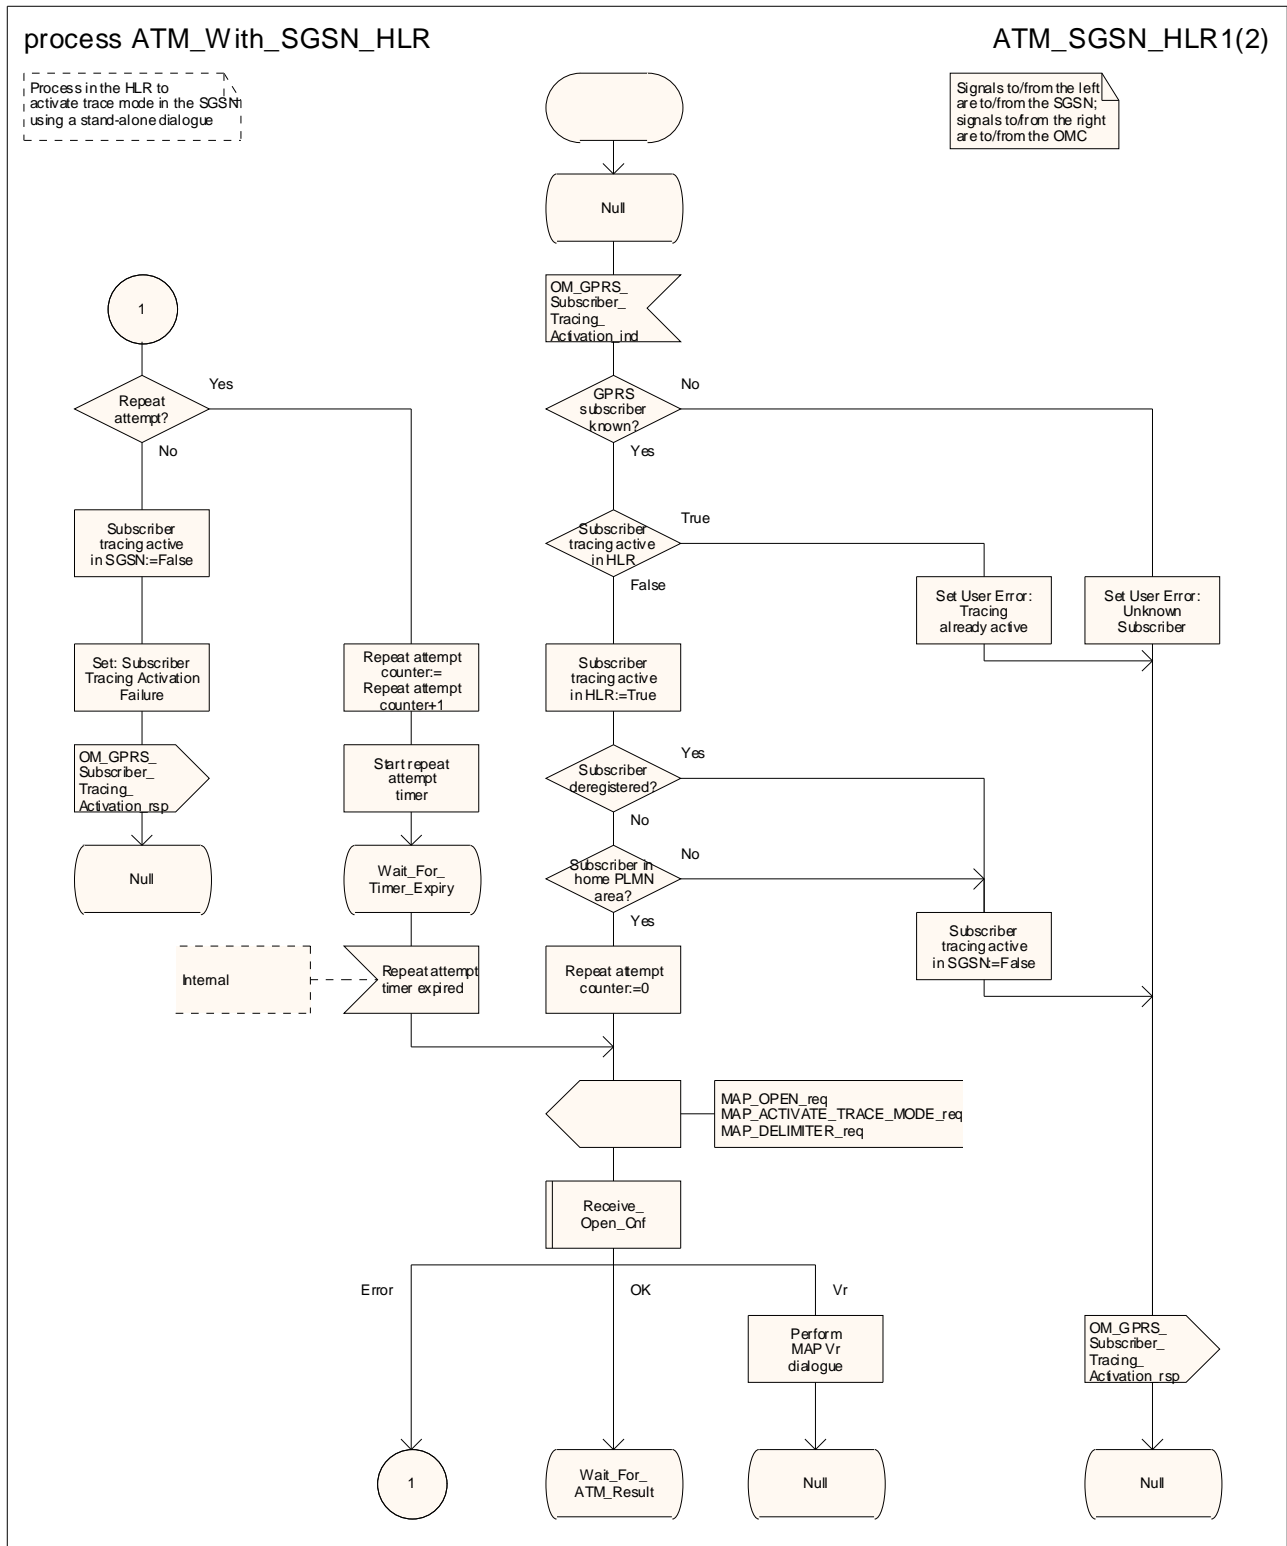 process ATM_With_SGSN_HLR
ATM_SGSN_HLR1(2)
Process in the HLR to
activate trace mode in the SGSN
using a stand-alone dialogue
Signals to/from the left
are to/from the SGSN;
signals to/from the right
are to/from the OMC
Null
OM_GPRS_
Subscriber_
Tracing_
Activation_ind
1
Repeat
attempt?
Yes
No
GPRS
subscriber
known?
No
Yes
Subscriber
tracing active
in SGSN:=False
Subscriber
tracing active
in HLR
True
False
Set User Error:
Tracing
already active
Set User Error:
Unknown
Subscriber
Set: Subscriber
Tracing Activation
Failure
Repeat attempt
counter:=
Repeat attempt
counter+1
Subscriber
tracing active
in HLR:=True
OM_GPRS_
Subscriber_
Tracing_
Activation_rsp
Start repeat
attempt
timer
Subscriber
deregistered?
Yes
No
Null
Wait_For_
Timer_Expiry
Subscriber in
home PLMN
area?
No
Yes
Subscriber
tracing active
in SGSN:=False
Internal
Repeat attempt
timer expired
Repeat attempt
counter:=0
MAP_OPEN_req
MAP_ACTIVATE_TRACE_MODE_req
MAP_DELIMITER_req
Receive_
Open_Cnf
Error
OK
Vr
Perform
MAP Vr
dialogue
OM_GPRS_
Subscriber_
Tracing_
Activation_rsp
1
Wait_For_
ATM_Result
Null
Null